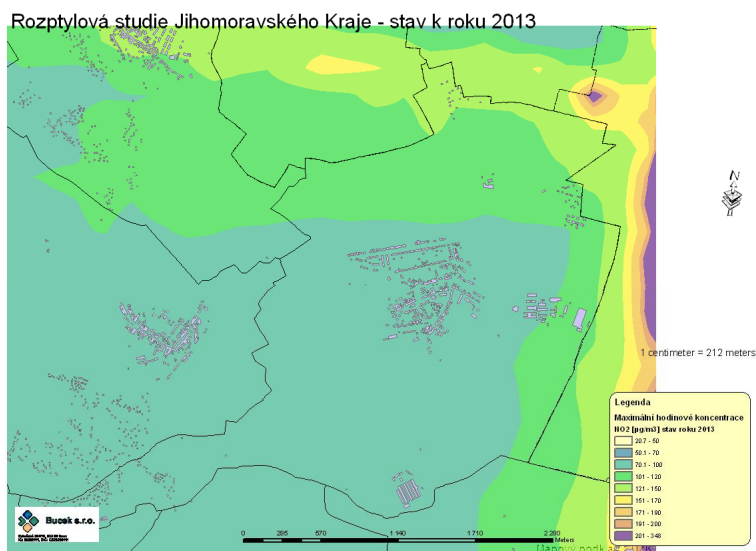 Rozptylová studie Jihomoravského Kraje - stav k roku 2013
N
1 centimeter = 212 meters
Legenda
Maximální hodinové koncentrace
NO2 [µg/m3] stav roku 2013
20.7 - 50
50.1 - 70
70.1 - 100
101 - 120
121 - 150
151 - 170
171 - 190
191 - 200
201 - 348
Bucek s.r.o.
0 285 570 1 140 1 710 2 280
Meters